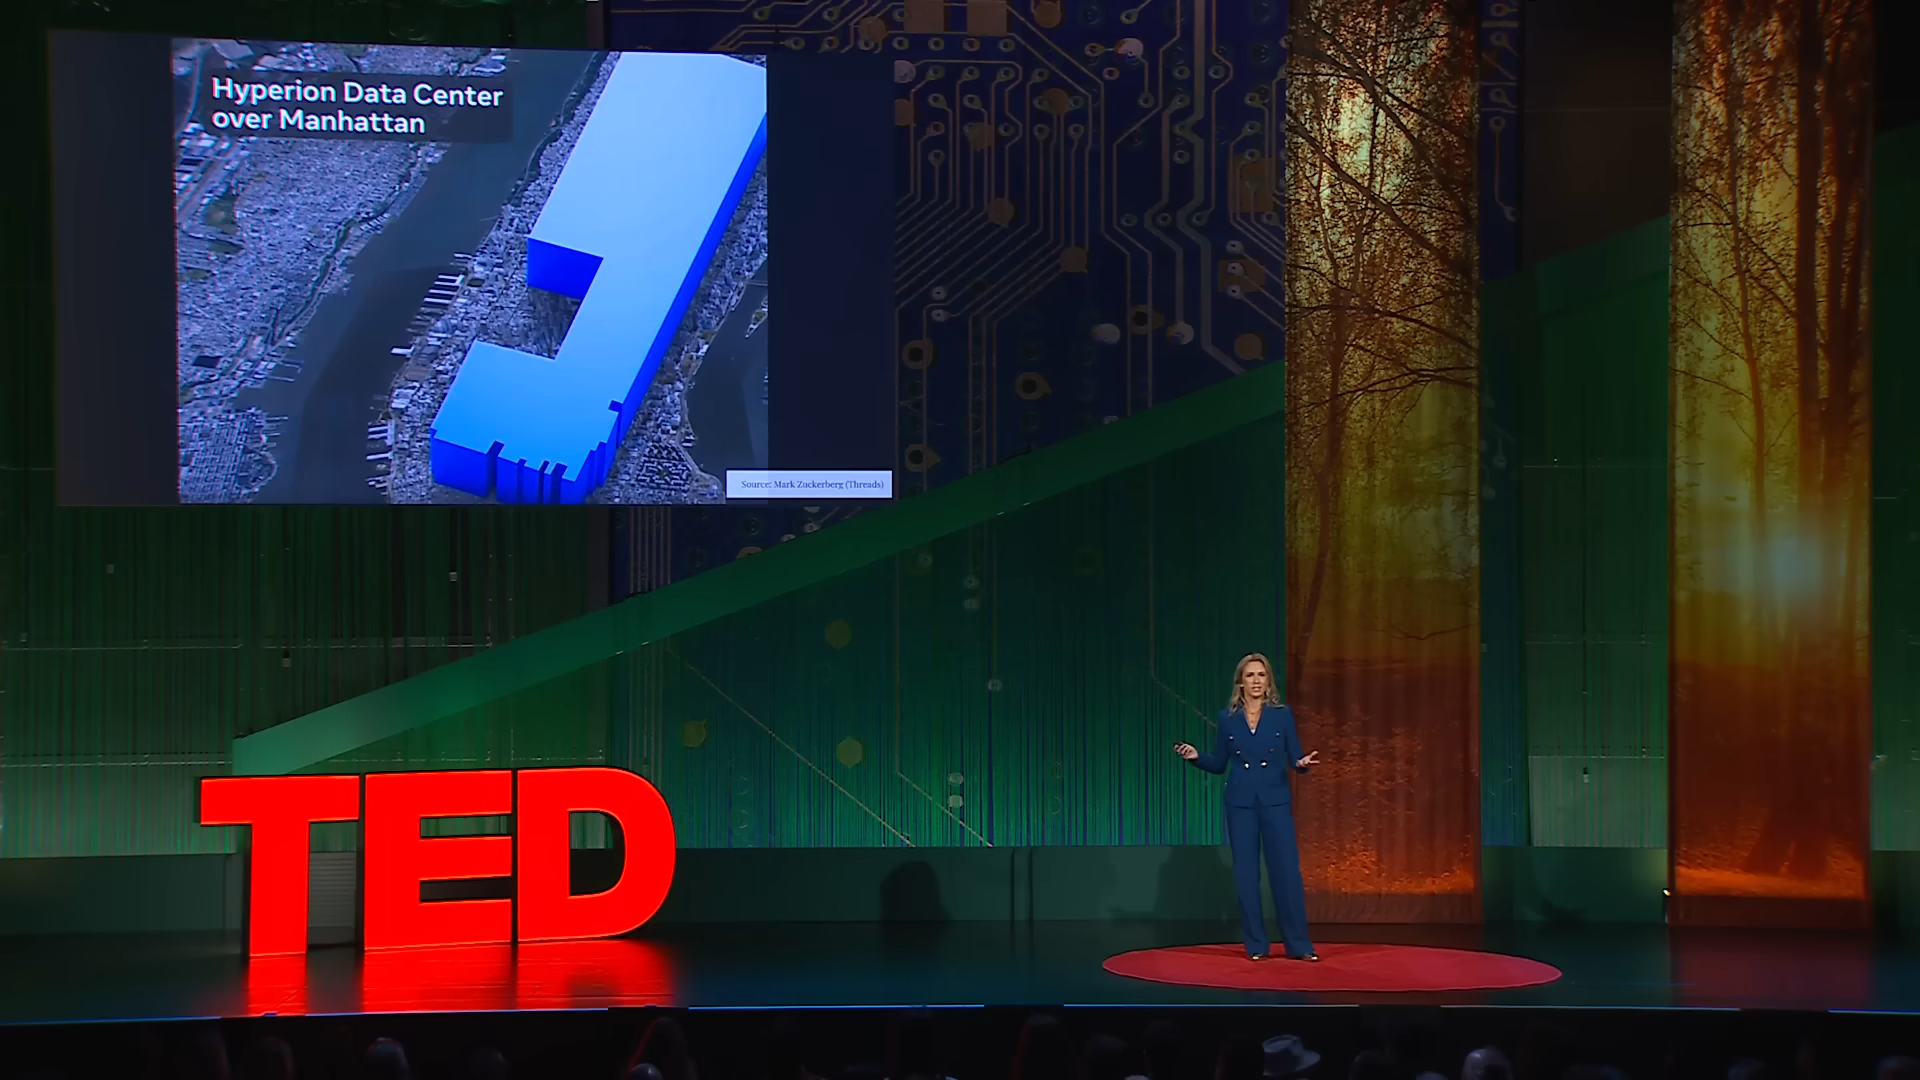 Hyperion Data Center
over Manhattan
Source: Mark Zuckerberg (Threads)
TED